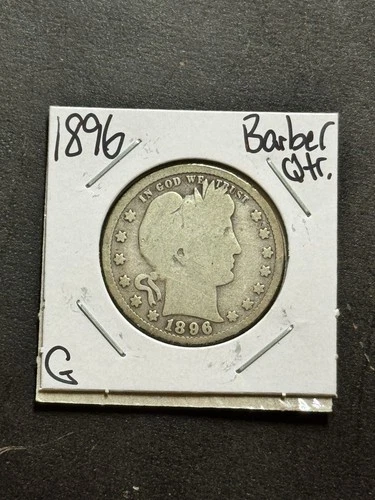 1896 Barber
Qtr.
IN GOD WE TRUST
1896
G